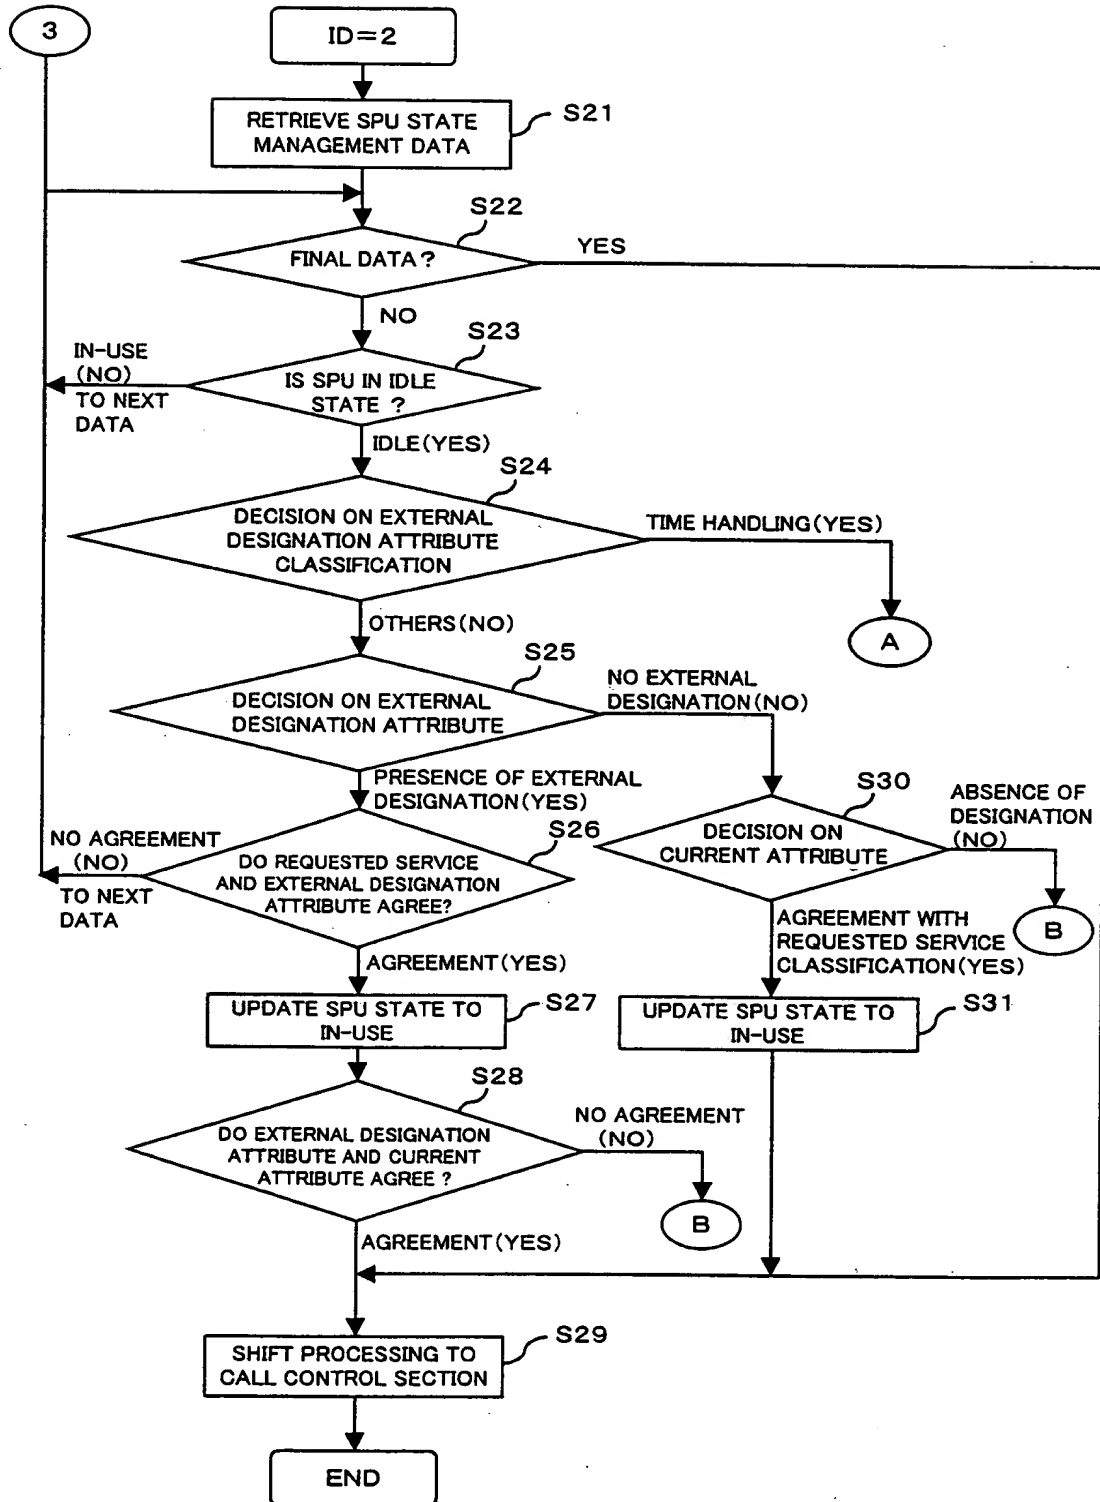 3
ID=2
RETRIEVE SPU STATE
MANAGEMENT DATA
S21
S22
FINAL DATA?
YES
NO
S23
IN-USE
(NO)
TO NEXT
DATA
IS SPU IN IDLE
STATE ?
IDLE(YES)
S24
DECISION ON EXTERNAL
DESIGNATION ATTRIBUTE
CLASSIFICATION
TIME HANDLING(YES)
A
OTHERS(NO)
S25
DECISION ON EXTERNAL
DESIGNATION ATTRIBUTE
NO EXTERNAL
DESIGNATION(NO)
PRESENCE OF EXTERNAL
DESIGNATION(YES)
S26
NO AGREEMENT
(NO)
TO NEXT
DATA
DO REQUESTED SERVICE
AND EXTERNAL DESIGNATION
ATTRIBUTE AGREE?
S30
DECISION ON
CURRENT ATTRIBUTE
ABSENCE OF
DESIGNATION
(NO)
B
AGREEMENT(YES)
AGREEMENT WITH
REQUESTED SERVICE
CLASSIFICATION(YES)
UPDATE SPU STATE TO
IN-USE
S27
UPDATE SPU STATE TO
IN-USE
S31
S28
DO EXTERNAL DESIGNATION
ATTRIBUTE AND CURRENT
ATTRIBUTE AGREE ?
NO AGREEMENT
(NO)
B
AGREEMENT(YES)
SHIFT PROCESSING TO
CALL CONTROL SECTION
S29
END